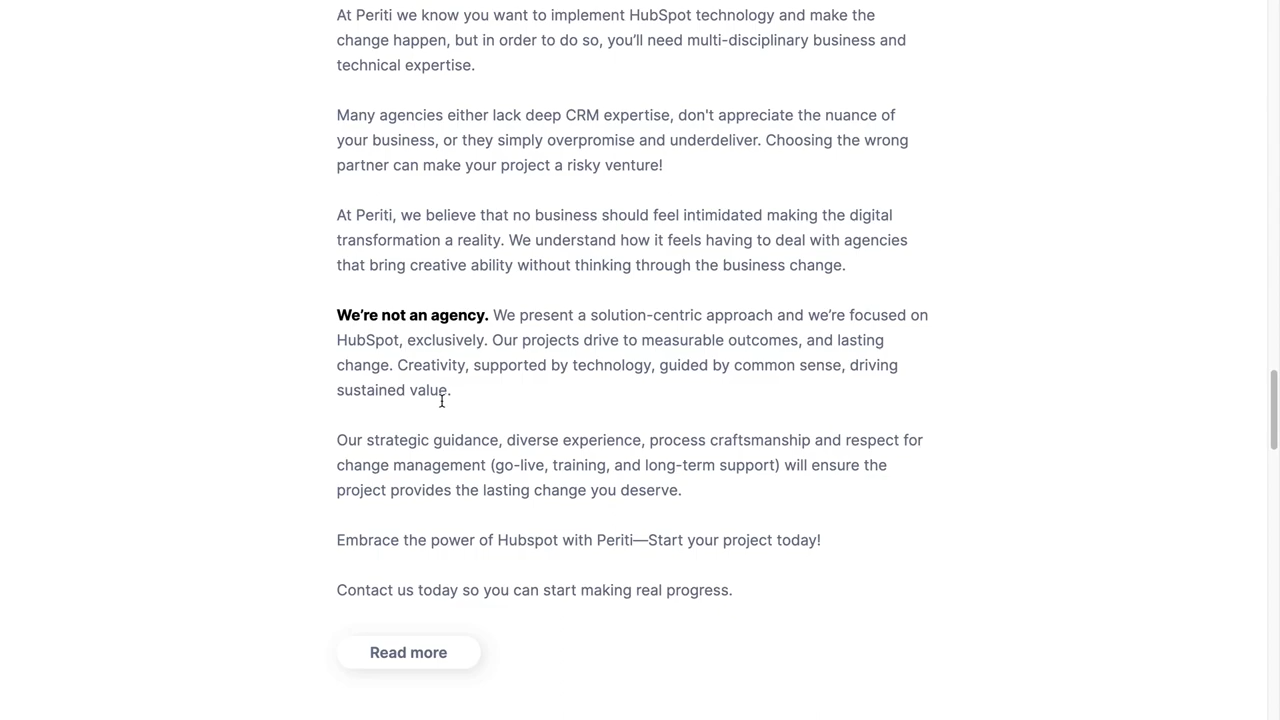 At Periti we know you want to implement HubSpot technology and make the
change happen, but in order to do so, you’ll need multi-disciplinary business and
technical expertise.
Many agencies either lack deep CRM expertise, don't appreciate the nuance of
your business, or they simply overpromise and underdeliver. Choosing the wrong
partner can make your project a risky venture!
At Periti, we believe that no business should feel intimidated making the digital
transformation a reality. We understand how it feels having to deal with agencies
that bring creative ability without thinking through the business change.
We’re not an agency. We present a solution-centric approach and we’re focused on
HubSpot, exclusively. Our projects drive to measurable outcomes, and lasting
change. Creativity, supported by technology, guided by common sense, driving
sustained value.
Our strategic guidance, diverse experience, process craftsmanship and respect for
change management (go-live, training, and long-term support) will ensure the
project provides the lasting change you deserve.
Embrace the power of Hubspot with Periti—Start your project today!
Contact us today so you can start making real progress.
Read more